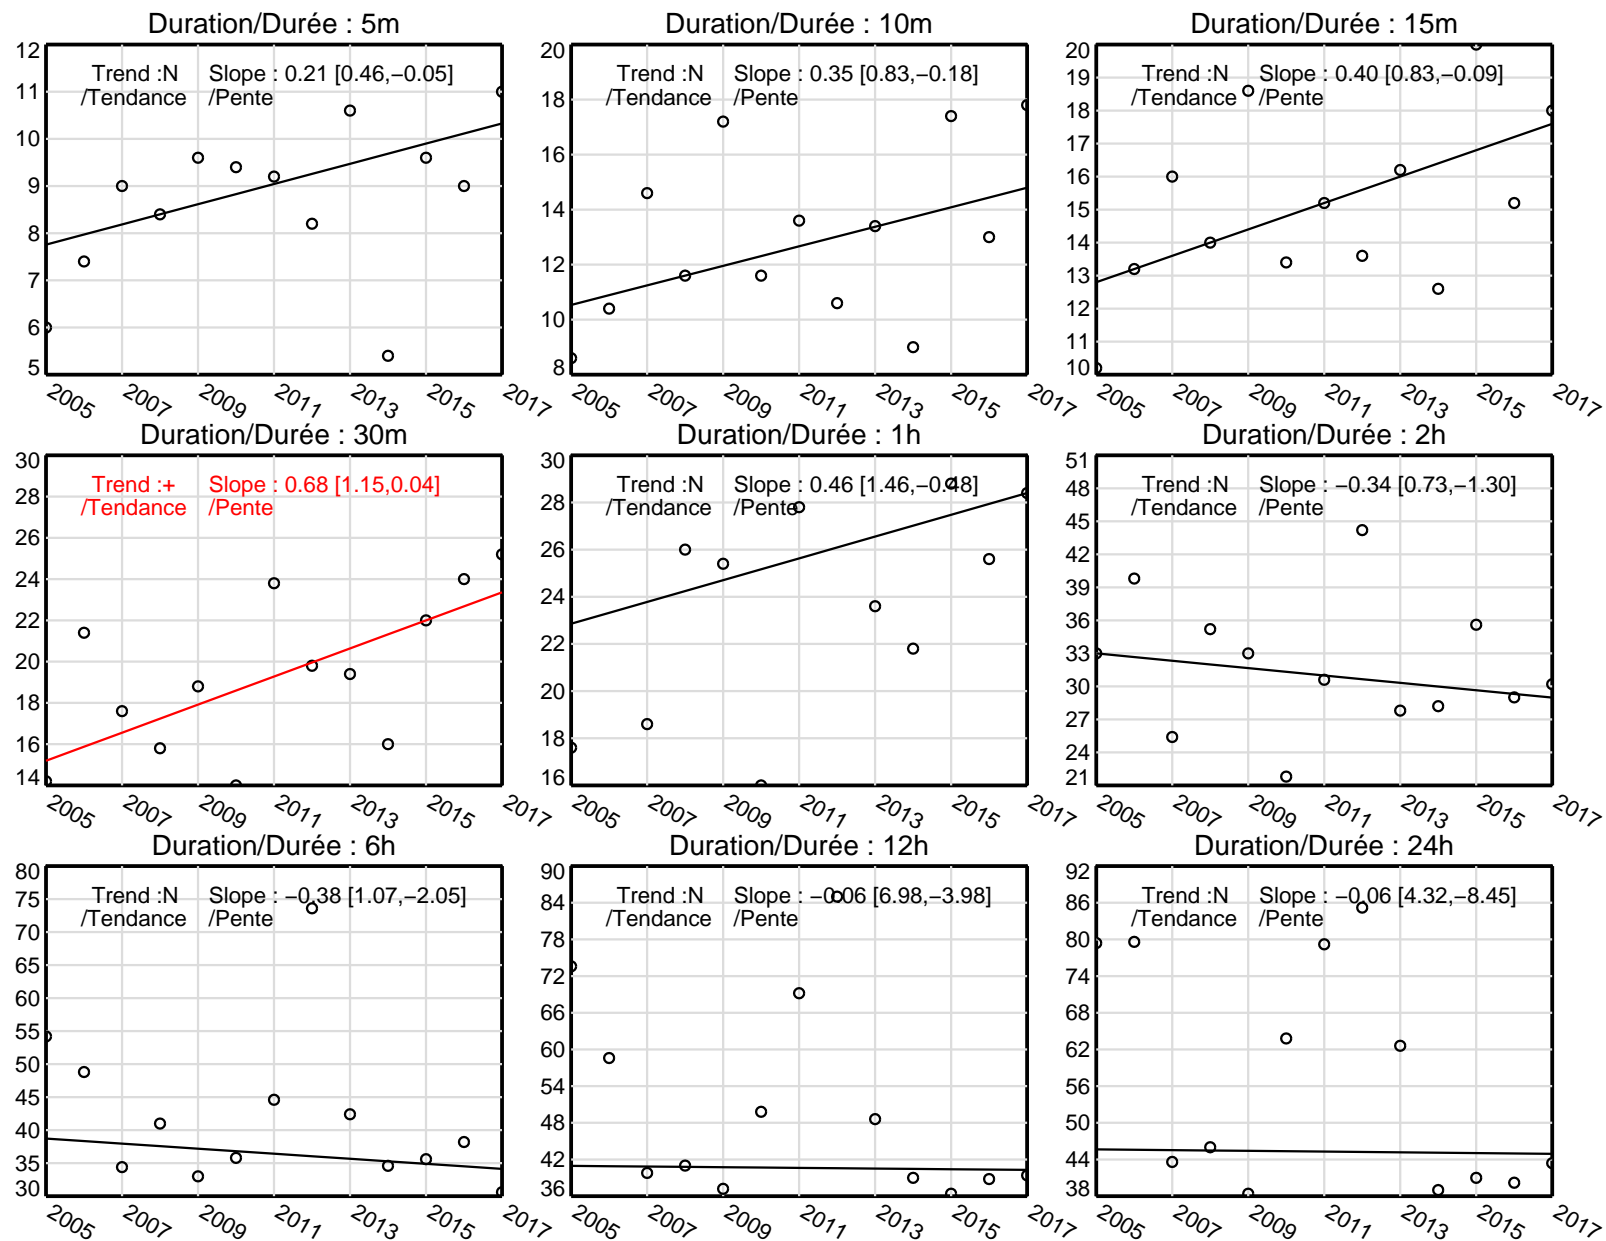 Duration/Durée : 5m
Trend :N Slope : 0.21 [0.46,−0.05]
/Tendance /Pente
12
11
10
9
8
7
6
5
2005 2007 2009 2011 2013 2015 2017
Duration/Durée : 10m
Trend :N Slope : 0.35 [0.83,−0.18]
/Tendance /Pente
20
18
16
14
12
10
8
2005 2007 2009 2011 2013 2015 2017
Duration/Durée : 15m
Trend :N Slope : 0.40 [0.83,−0.09]
/Tendance /Pente
20
19
18
17
16
15
14
13
12
11
10
2005 2007 2009 2011 2013 2015 2017
Duration/Durée : 30m
Trend :+ Slope : 0.68 [1.15,0.04]
/Tendance /Pente
30
28
26
24
22
20
18
16
14
2005 2007 2009 2011 2013 2015 2017
Duration/Durée : 1h
Trend :N Slope : 0.46 [1.46,−0.48]
/Tendance /Pente
30
28
26
24
22
20
18
16
2005 2007 2009 2011 2013 2015 2017
Duration/Durée : 2h
Trend :N Slope : −0.34 [0.73,−1.30]
/Tendance /Pente
51
48
45
42
39
36
33
30
27
24
21
2005 2007 2009 2011 2013 2015 2017
Duration/Durée : 6h
Trend :N Slope : −0.38 [1.07,−2.05]
/Tendance /Pente
80
75
70
65
60
55
50
45
40
35
30
2005 2007 2009 2011 2013 2015 2017
Duration/Durée : 12h
Trend :N Slope : −0.06 [6.98,−3.98]
/Tendance /Pente
90
84
78
72
66
60
54
48
42
36
2005 2007 2009 2011 2013 2015 2017
Duration/Durée : 24h
Trend :N Slope : −0.06 [4.32,−8.45]
/Tendance /Pente
92
86
80
74
68
62
56
50
44
38
2005 2007 2009 2011 2013 2015 2017